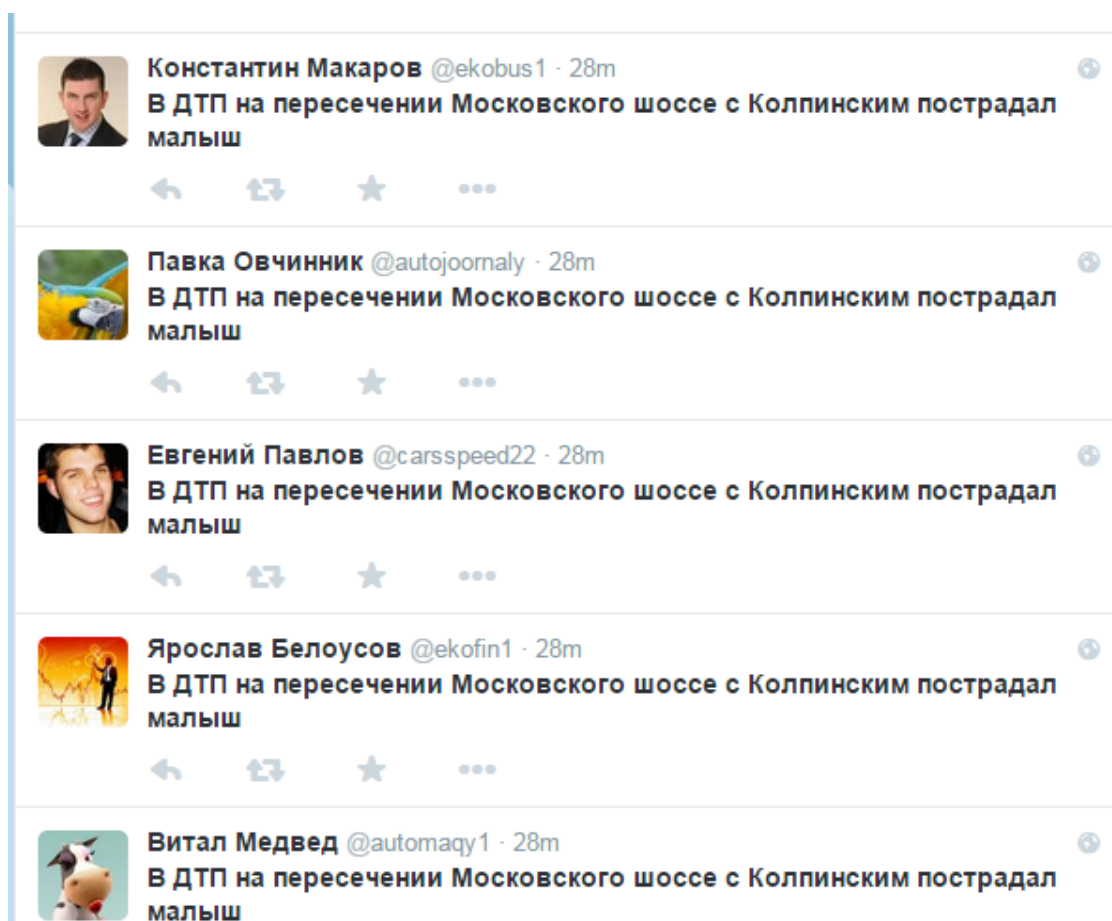 Константин Макаров @ekobus1 · 28m
В ДТП на пересечении Московского шоссе с Колпинским пострадал
малыш
Павка Овчинник @autojoornaly · 28m
В ДТП на пересечении Московского шоссе с Колпинским пострадал
малыш
Евгений Павлов @carsspeed22 · 28m
В ДТП на пересечении Московского шоссе с Колпинским пострадал
малыш
Ярослав Белоусов @ekofin1 · 28m
В ДТП на пересечении Московского шоссе с Колпинским пострадал
малыш
Витал Медвед @automaqy1 · 28m
В ДТП на пересечении Московского шоссе с Колпинским пострадал
малыш